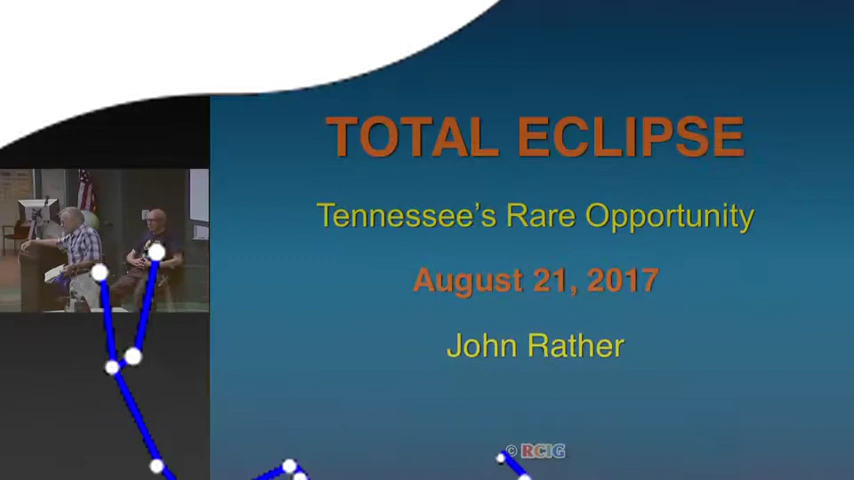 TOTAL ECLIPSE
Tennessee's Rare Opportunity
August 21, 2017
John Rather
© RCIG